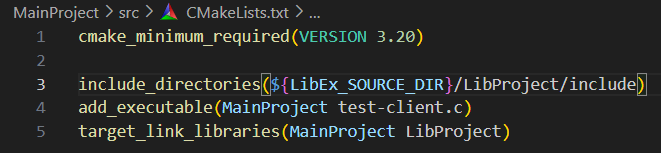 MainProject > src > CMakeLists.txt > ...
1 cmake_minimum_required(VERSION 3.20)
2
3 include_directories(${LibEx_SOURCE_DIR}/LibProject/include)
4 add_executable(MainProject test-client.c)
5 target_link_libraries(MainProject LibProject)